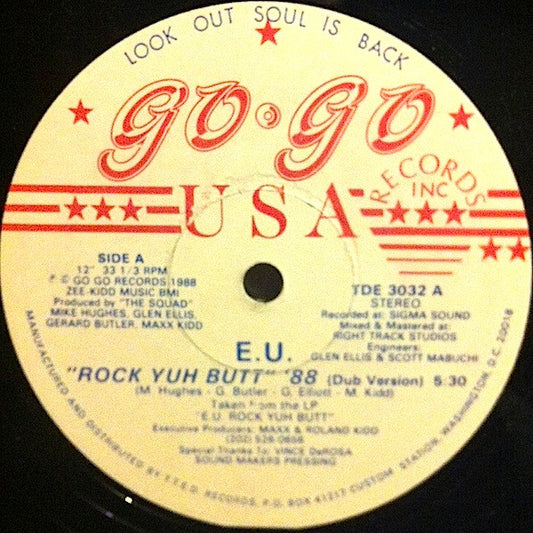 LOOK OUT SOUL IS BACK
GO·GO
USA
RECORDS
INC
SIDE A
12" 33 1/3 RPM
℗ © GO GO RECORDS 1988
ZEE-KIDD MUSIC BMI
Produced by "THE SQUAD"
MIKE HUGHES, GLEN ELLIS,
GERARD BUTLER, MAXX KIDD
TDE 3032 A
STEREO
Recorded at: SIGMA SOUND
Mixed & Mastered at:
RIGHT TRACK STUDIOS
Engineers:
GLEN ELLIS & SCOTT MABUCHI
E.U.
"ROCK YUH BUTT" '88 (Dub Version) 5:30
(M. Hughes - G. Butler - G. Elliott - M. Kidd)
Taken from the LP
"E.U. ROCK YUH BUTT"
Executive Producers: MAXX & ROLAND KIDD
(202) 526-0656
Special Thanks To: VINCE DeROSA
SOUND MAKERS PRESSING
MANUFACTURED AND DISTRIBUTED BY T.T.E.D. RECORDS, P.O. BOX 41217 CUSTOM STATION, WASHINGTON, D.C. 20018